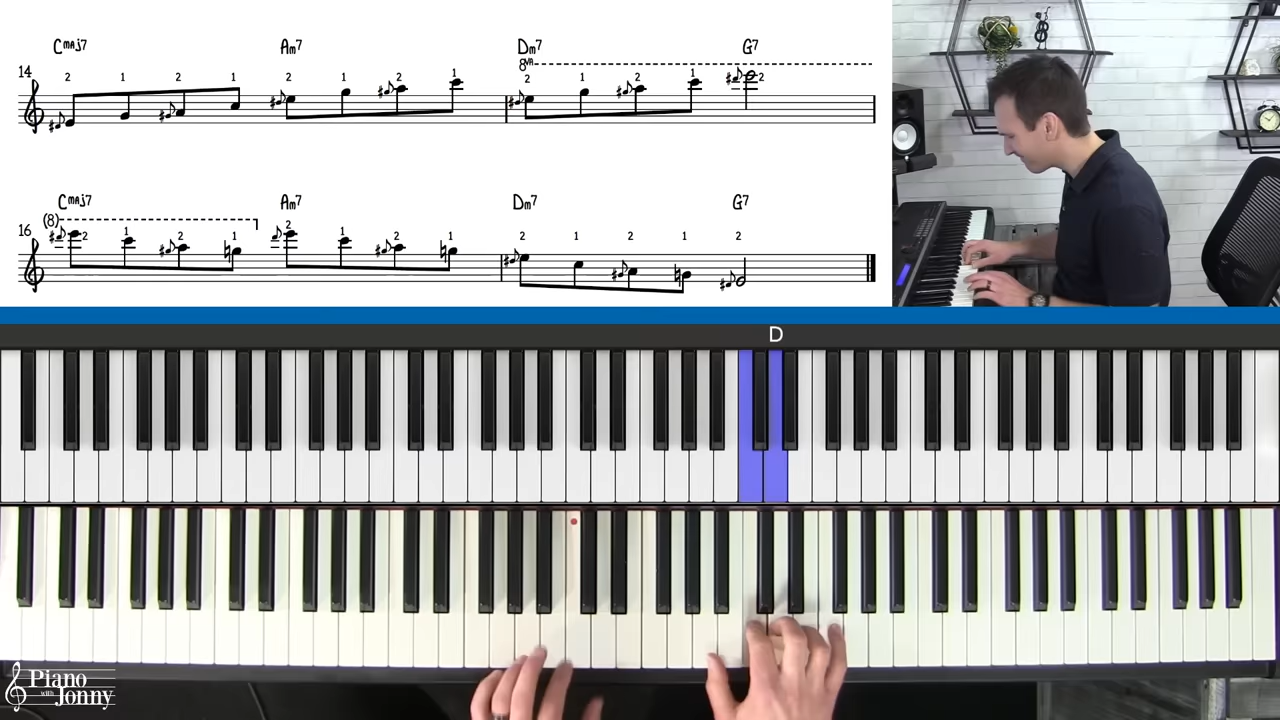 Cmaj7 Am7 Dm7 G7
8va
14 2 1 2 1 2 1 2 1 2 1 2 1 2
Cmaj7 Am7 Dm7 G7
(8)
16 2 1 2 1 2 1 2 1 2 1 2 1 2
D
Piano
with
Jonny